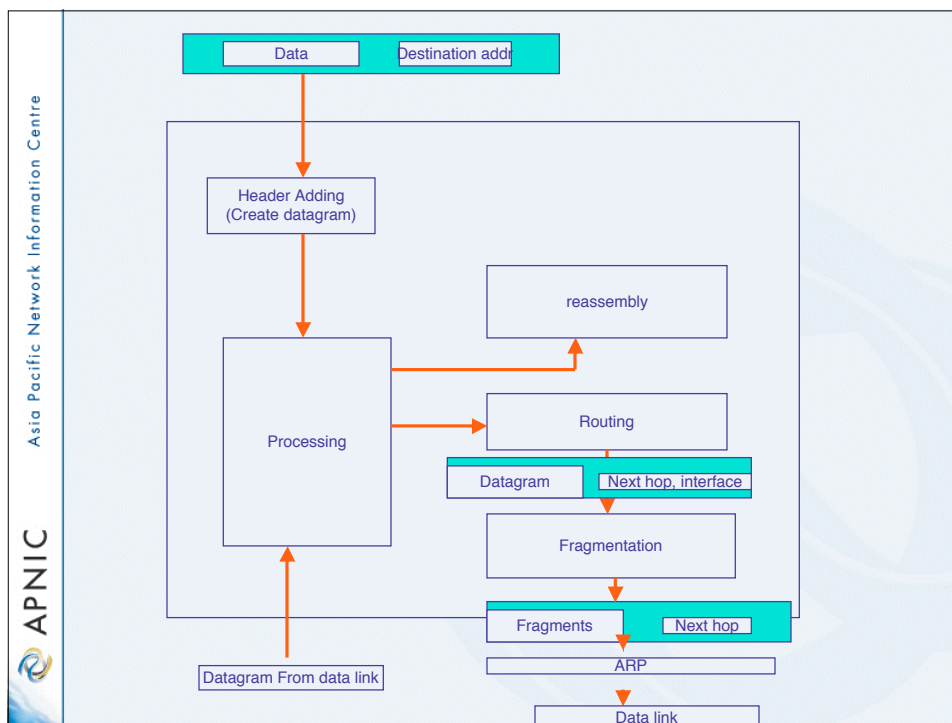 Asia Pacific Network Information Centre
APNIC
Data
Destination addr
Header Adding
(Create datagram)
reassembly
Processing
Routing
Datagram
Next hop, interface
Fragmentation
Fragments
Next hop
ARP
Datagram From data link
Data link